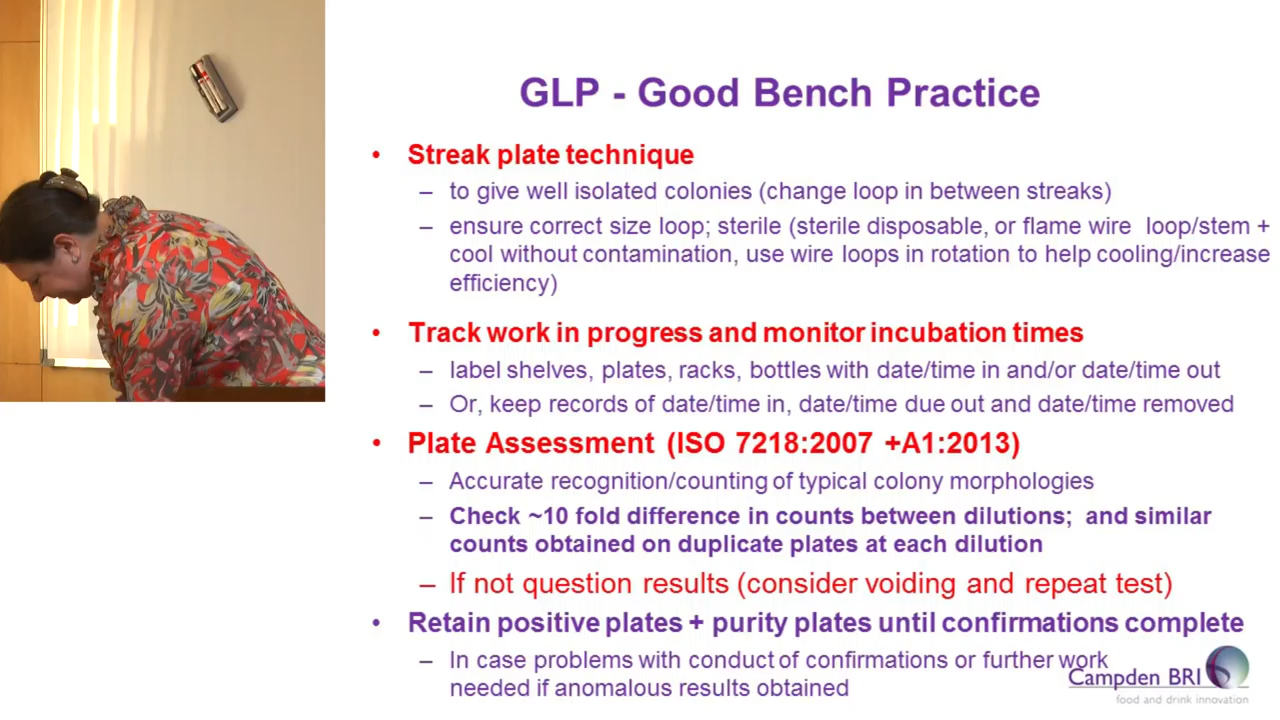 GLP - Good Bench Practice
• Streak plate technique
– to give well isolated colonies (change loop in between streaks)
– ensure correct size loop; sterile (sterile disposable, or flame wire loop/stem +
cool without contamination, use wire loops in rotation to help cooling/increase
efficiency)
• Track work in progress and monitor incubation times
– label shelves, plates, racks, bottles with date/time in and/or date/time out
– Or, keep records of date/time in, date/time due out and date/time removed
• Plate Assessment (ISO 7218:2007 +A1:2013)
– Accurate recognition/counting of typical colony morphologies
– Check ~10 fold difference in counts between dilutions; and similar
counts obtained on duplicate plates at each dilution
– If not question results (consider voiding and repeat test)
• Retain positive plates + purity plates until confirmations complete
– In case problems with conduct of confirmations or further work
needed if anomalous results obtained
Campden BRI
food and drink innovation